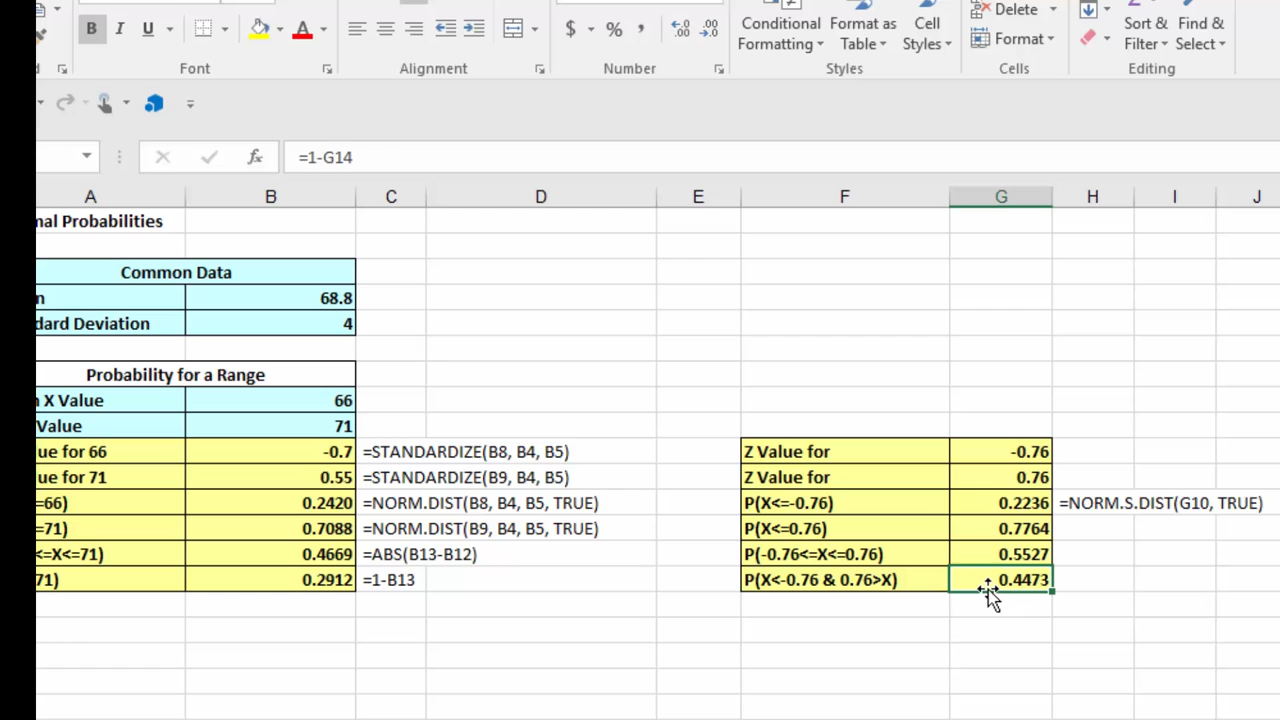 Conditional Format as Cell Delete Sort & Find &
B I U A $ % , Formatting Table Styles Format Filter Select
Font Alignment Number Styles Cells Editing
fx =1-G14
A B C D E F G H I J
mal Probabilities
Common Data
n 68.8
dard Deviation 4
Probability for a Range
X Value 66
Value 71
ue for 66 -0.7 =STANDARDIZE(B8, B4, B5) Z Value for -0.76
ue for 71 0.55 =STANDARDIZE(B9, B4, B5) Z Value for 0.76
=66) 0.2420 =NORM.DIST(B8, B4, B5, TRUE) P(X<=-0.76) 0.2236 =NORM.S.DIST(G10, TRUE)
=71) 0.7088 =NORM.DIST(B9, B4, B5, TRUE) P(X<=0.76) 0.7764
<=X<=71) 0.4669 =ABS(B13-B12) P(-0.76<=X<=0.76) 0.5527
71) 0.2912 =1-B13 P(X<-0.76 & 0.76>X) 0.4473